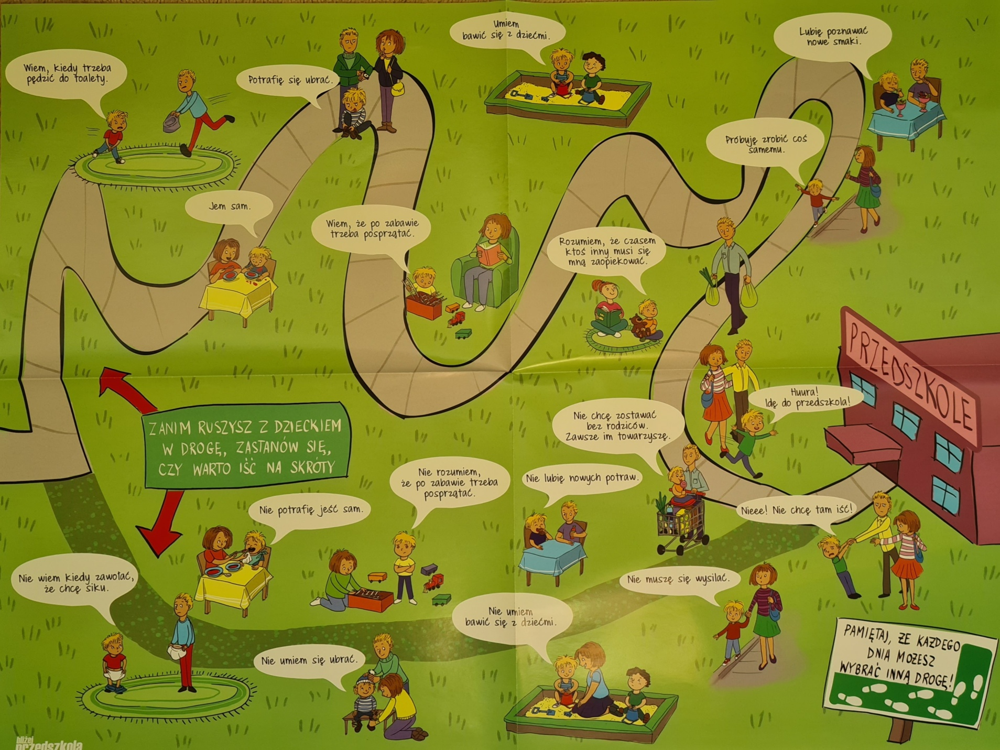 Umiem
bawić się z dziećmi.
Lubię poznawać
nowe smaki.
Wiem, kiedy trzeba
pędzić do toalety.
Potrafię się ubrać.
Próbuję zrobić coś
samemu.
Jem sam.
Wiem, że po zabawie
trzeba posprzątać.
Rozumiem, że czasem
ktoś inny musi się
mną zaopiekować.
PRZEDSZKOLE
Huura!
Idę do przedszkola!
ZANIM RUSZYSZ Z DZIECKIEM
W DROGĘ, ZASTANÓW SIĘ,
CZY WARTO IŚĆ NA SKRÓTY
Nie chcę zostawać
bez rodziców.
Zawsze im towarzyszę.
Nie rozumiem,
że po zabawie trzeba
posprzątać.
Nie lubię nowych potraw.
Nie potrafię jeść sam.
Nieee! Nie chcę tam iść!
Nie wiem kiedy zawołać,
że chcę siku.
Nie muszę się wysilać.
Nie umiem
bawić się z dziećmi.
Nie umiem się ubrać.
PAMIĘTAJ, ŻE KAŻDEGO
DNIA MOŻESZ
WYBRAĆ INNĄ DROGĘ!
bliżej
przedszkola